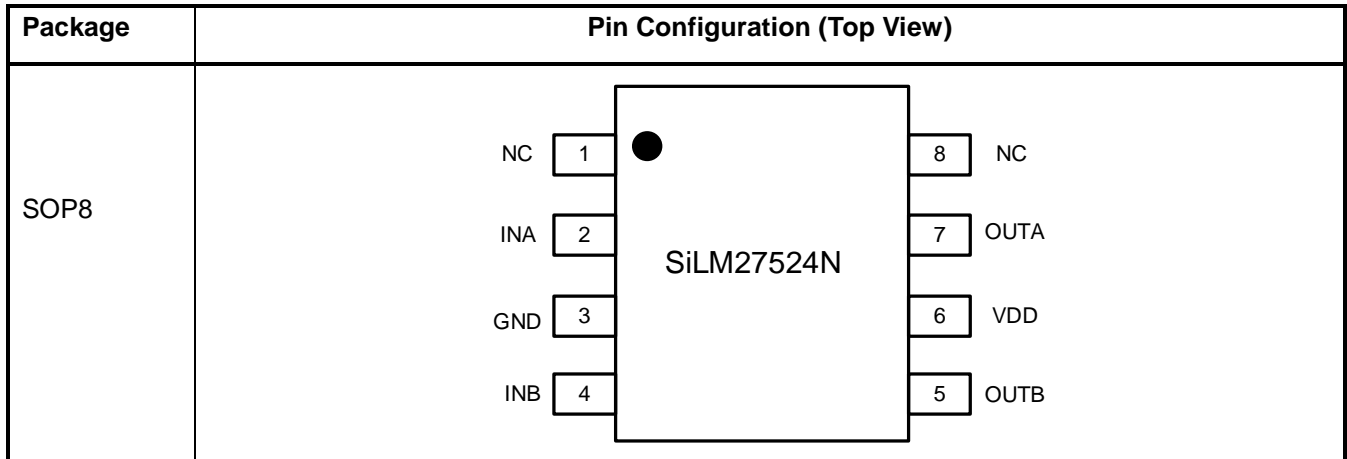 Package Pin Configuration (Top View)
SOP8
NC 1 8 NC
INA 2 7 OUTA
SiLM27524N
GND 3 6 VDD
INB 4 5 OUTB